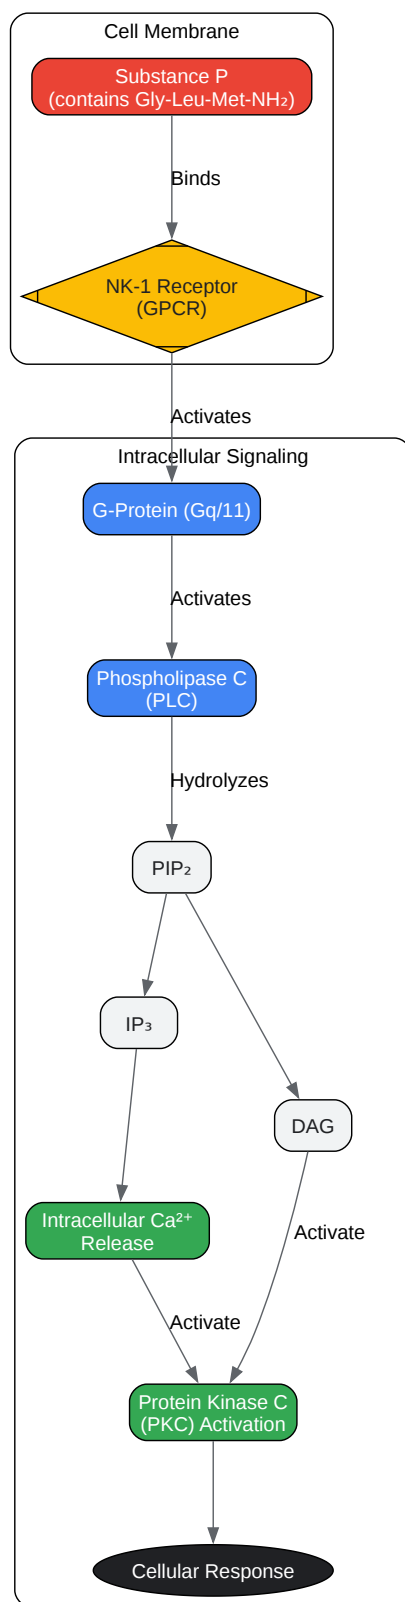 Cell Membrane
Substance P
(contains Gly-Leu-Met-NH₂)
Binds
NK-1 Receptor
(GPCR)
Activates
Intracellular Signaling
G-Protein (Gq/11)
Activates
Phospholipase C
(PLC)
Hydrolyzes
PIP₂
IP₃
DAG
Intracellular Ca²⁺
Release
Activate
Activate
Protein Kinase C
(PKC) Activation
Cellular Response